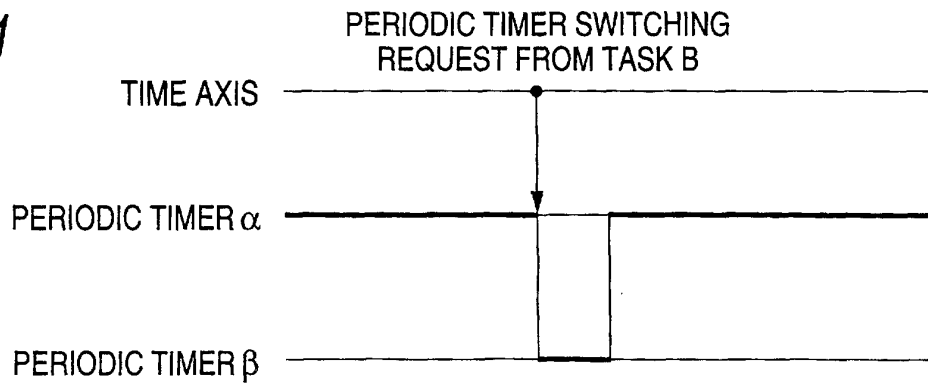 PERIODIC TIMER SWITCHING
REQUEST FROM TASK B
TIME AXIS
PERIODIC TIMER α
PERIODIC TIMER β